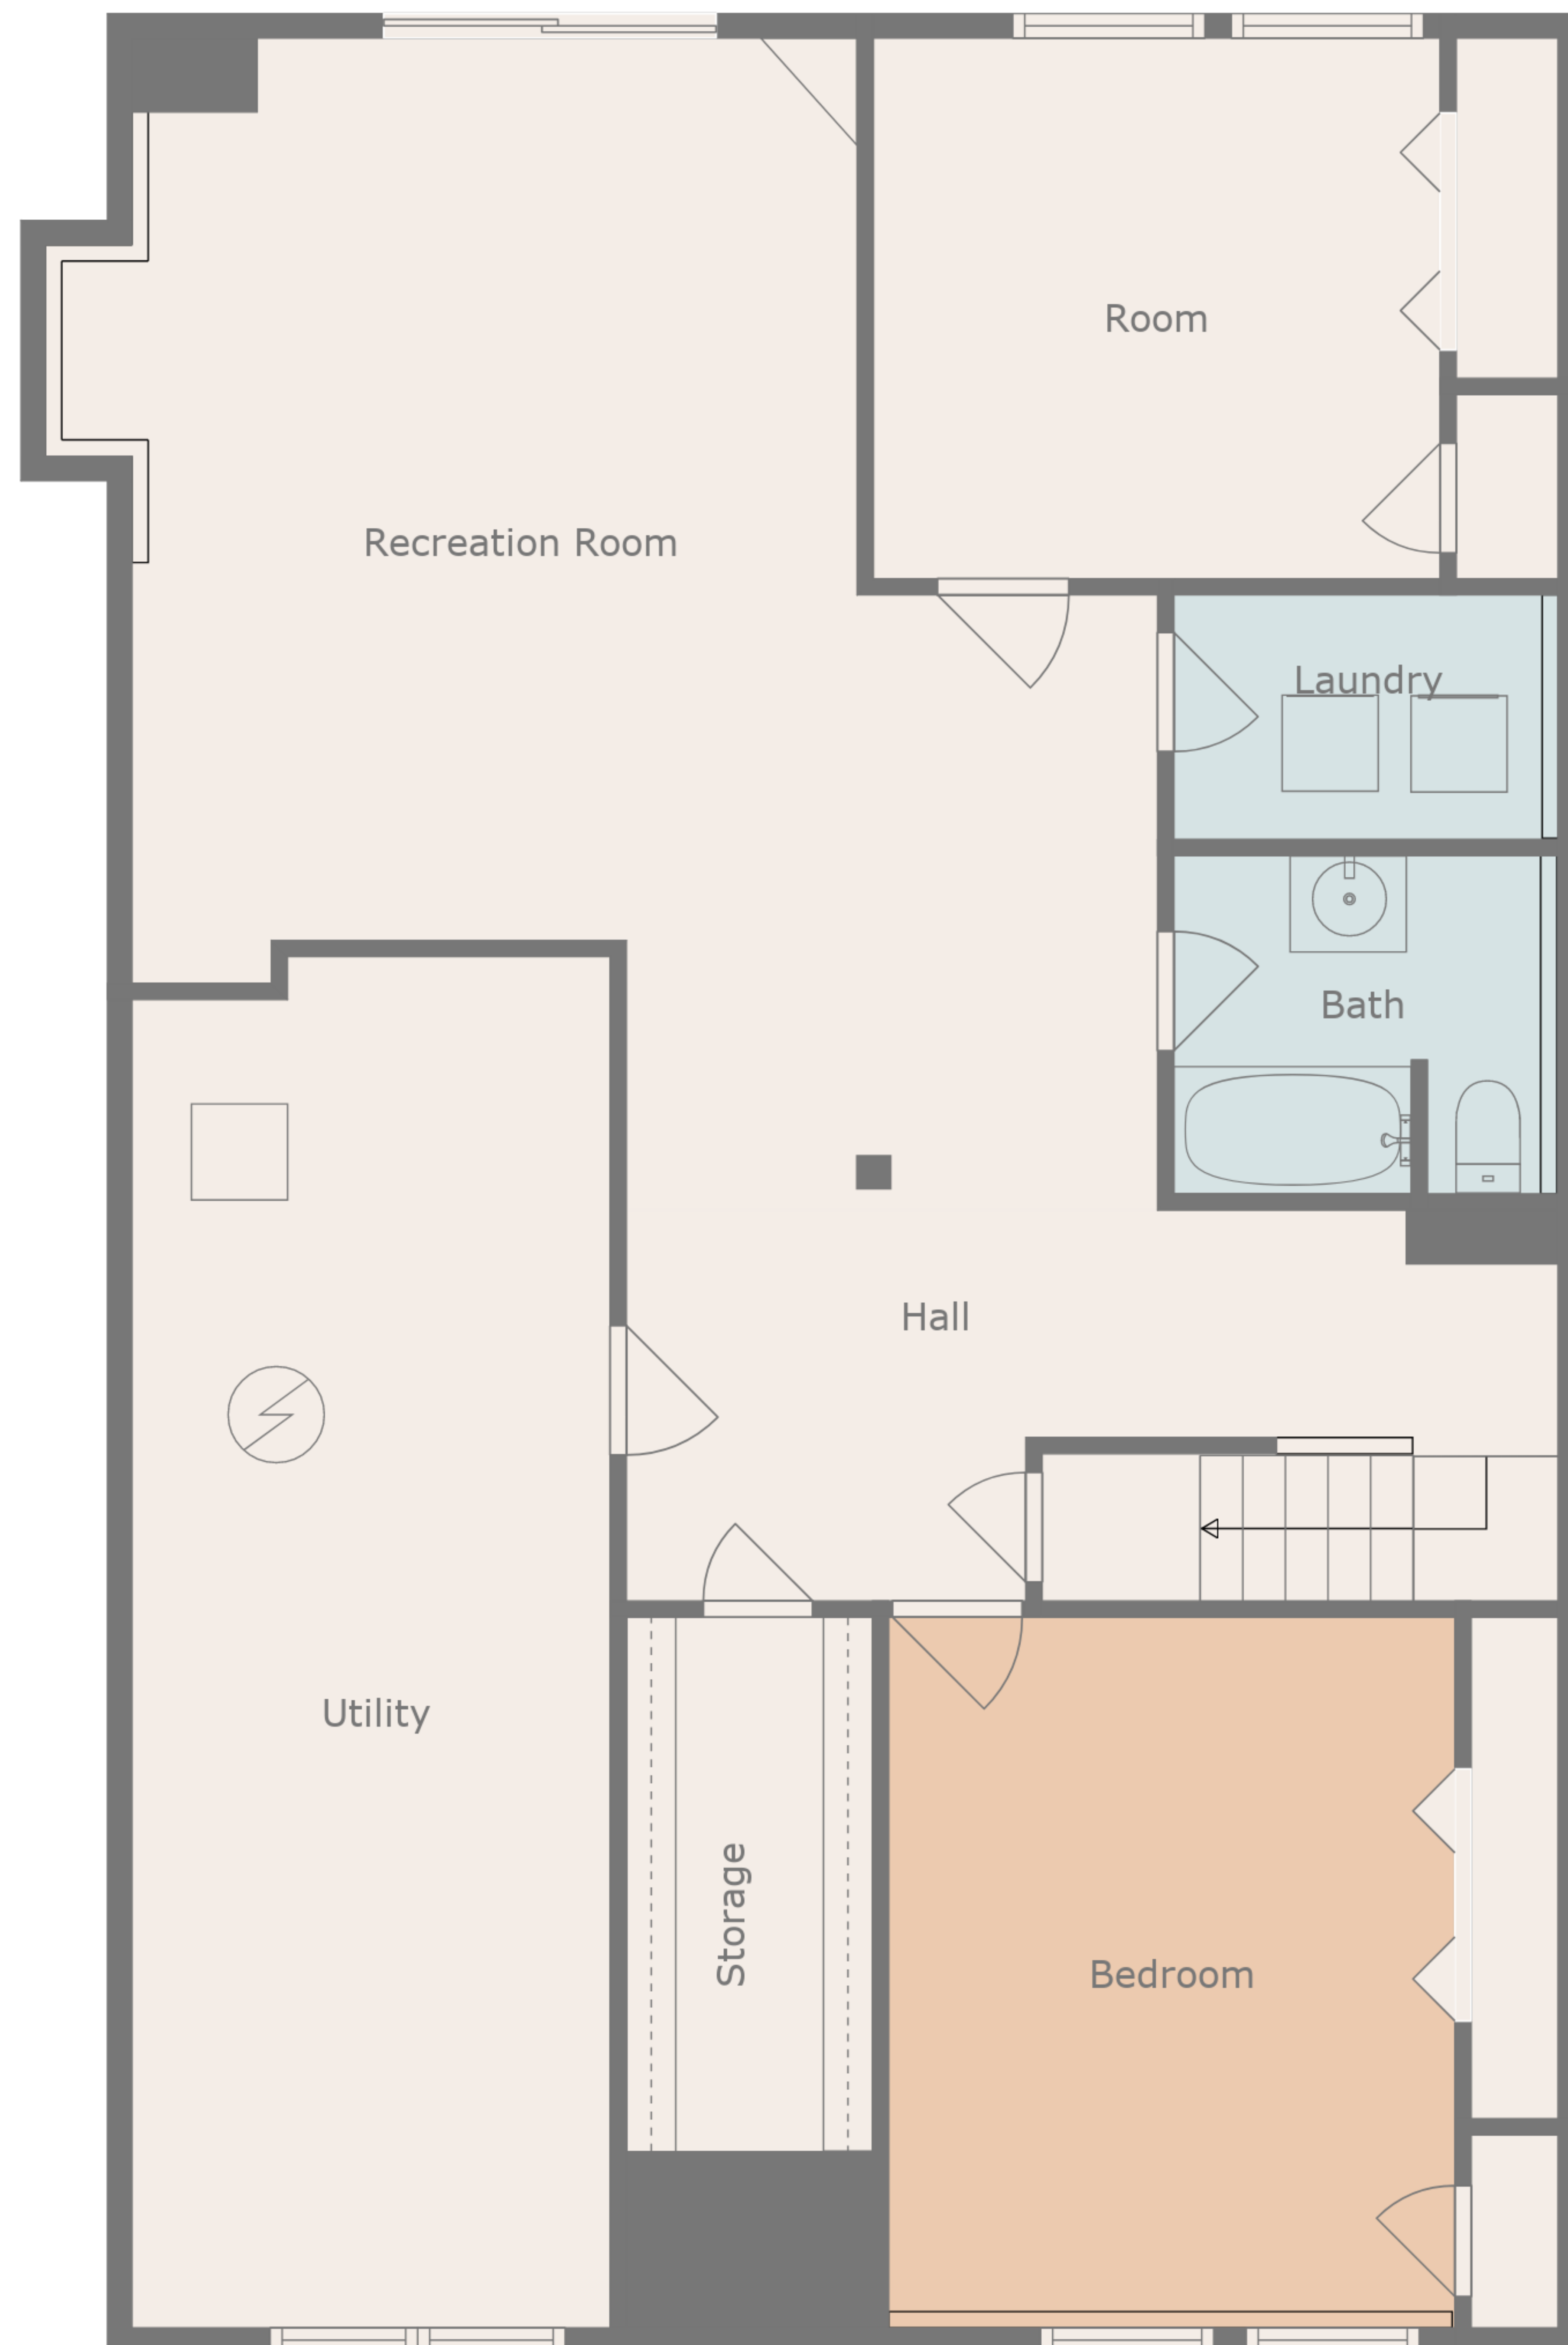 Room
Recreation Room
Laundry
Bath
Hall
Utility
Storage
Bedroom